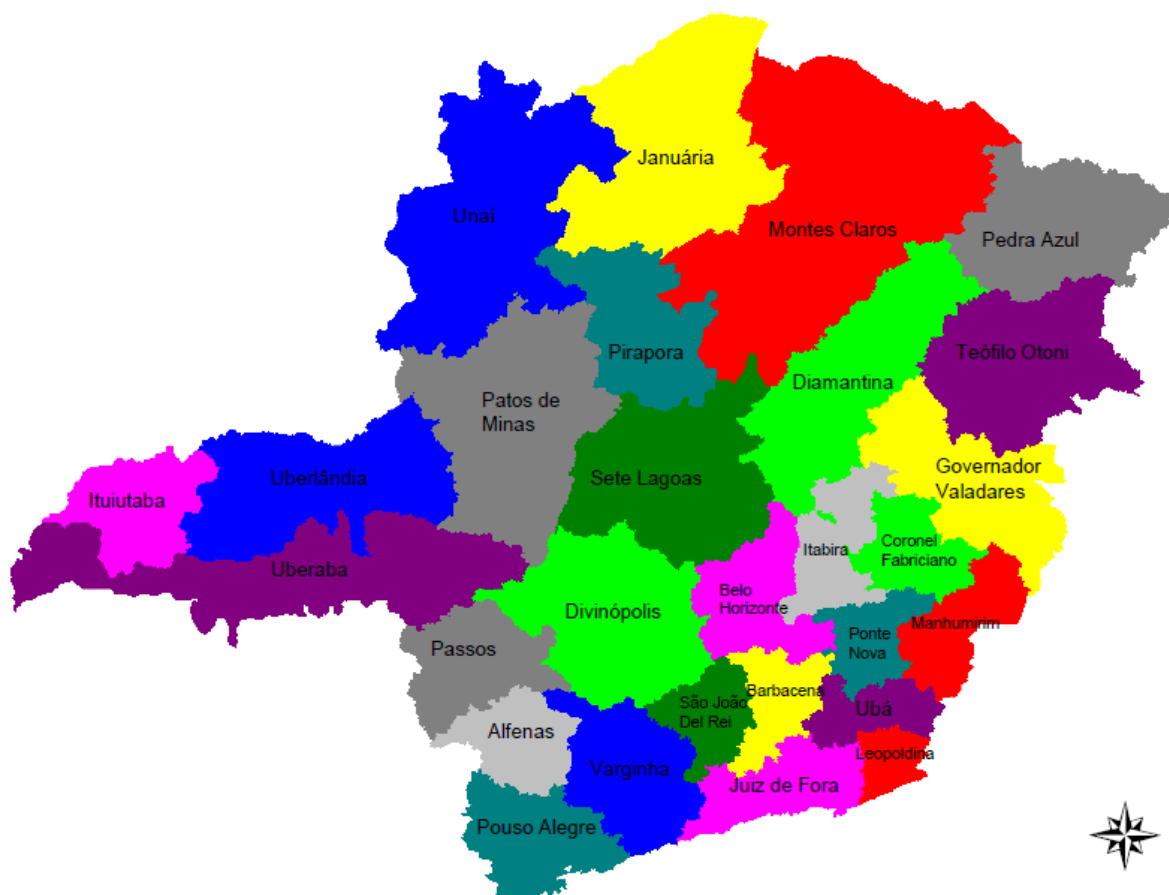 Januária
Unaí
Montes Claros
Pedra Azul
Pirapora
Teófilo Otoni
Diamantina
Patos de
Minas
Uberlândia
Sete Lagoas
Governador
Valadares
Ituiutaba
Itabira
Coronel
Fabriciano
Uberaba
Belo
Horizonte
Divinópolis
Manhumirim
Ponte
Nova
Passos
Barbacena
São João
Del Rei
Ubá
Alfenas
Leopoldina
Varginha
Juiz de Fora
Pouso Alegre